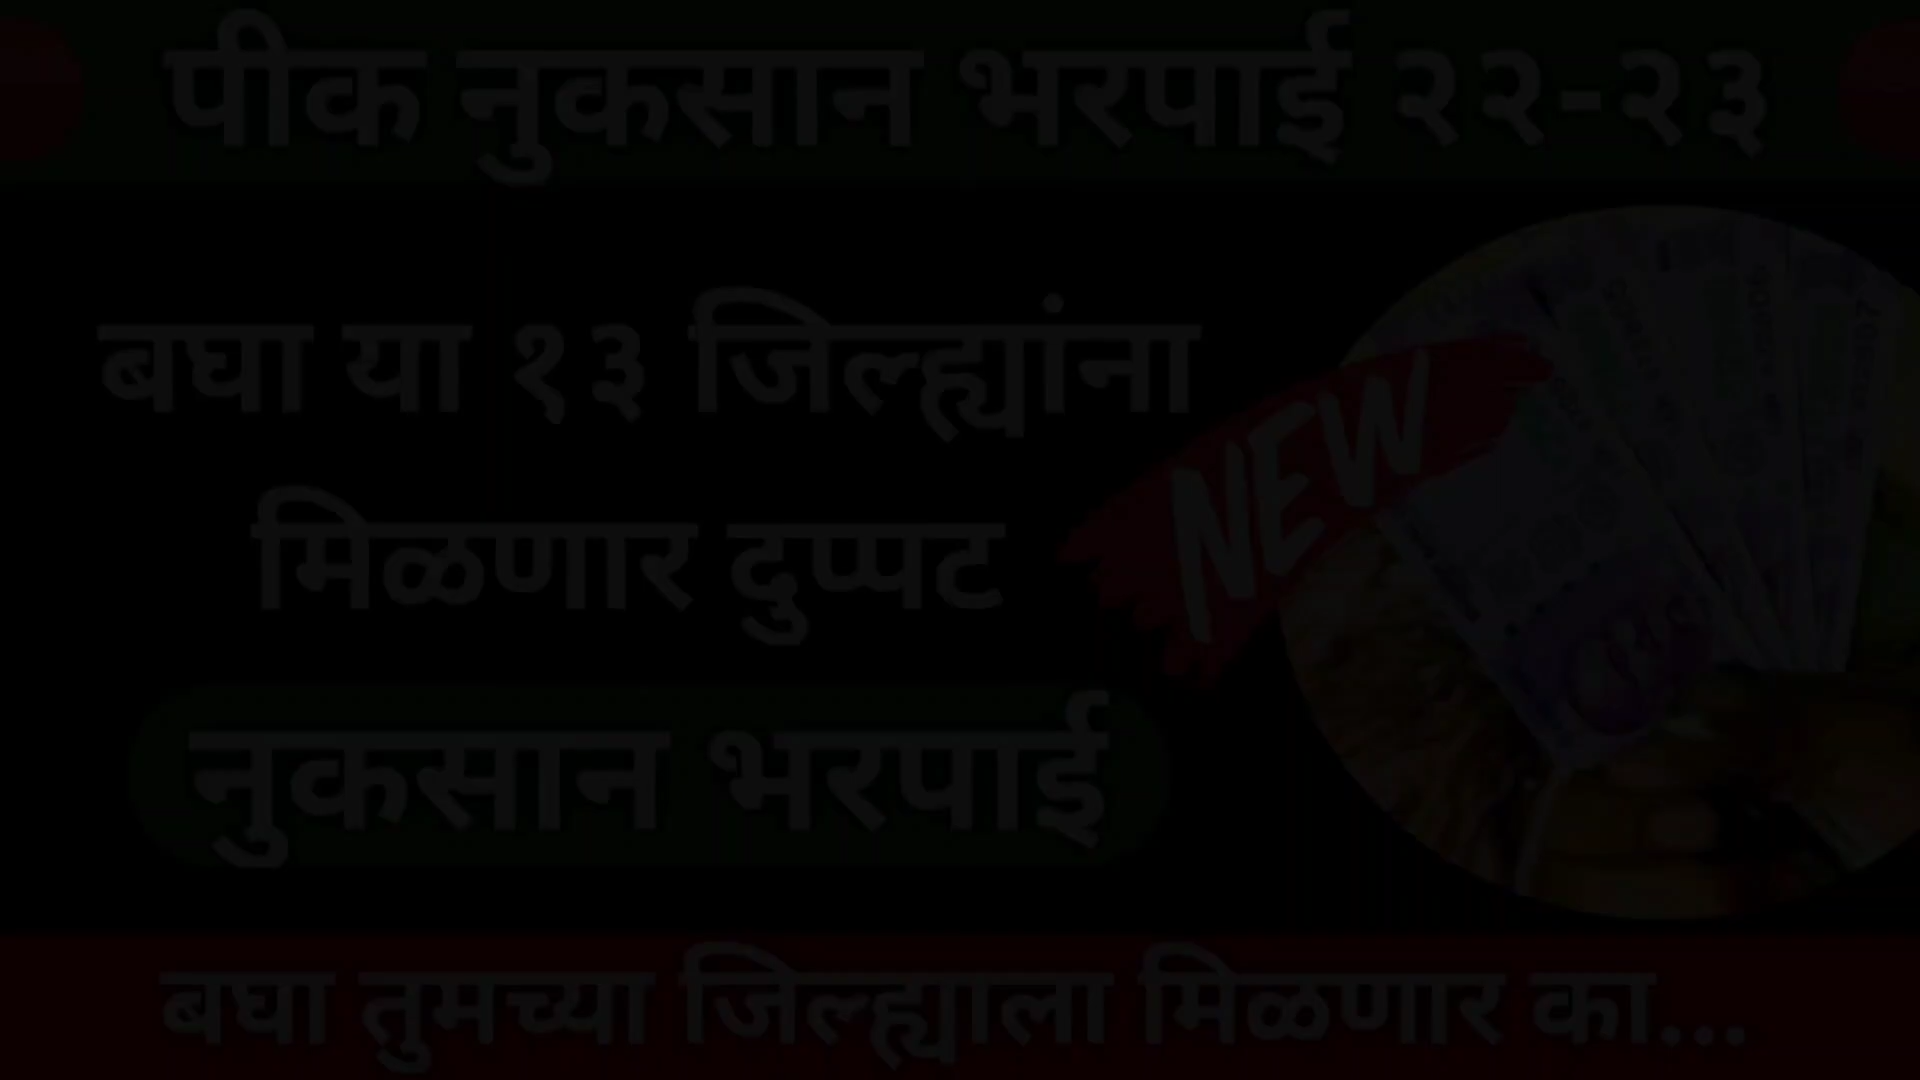 पीक नुकसान भरपाई २२-२३
बघा या १३ जिल्ह्यांना
मिळणार दुप्पट
NEW
नुकसान भरपाई
बघा तुमच्या जिल्ह्याला मिळणार का...